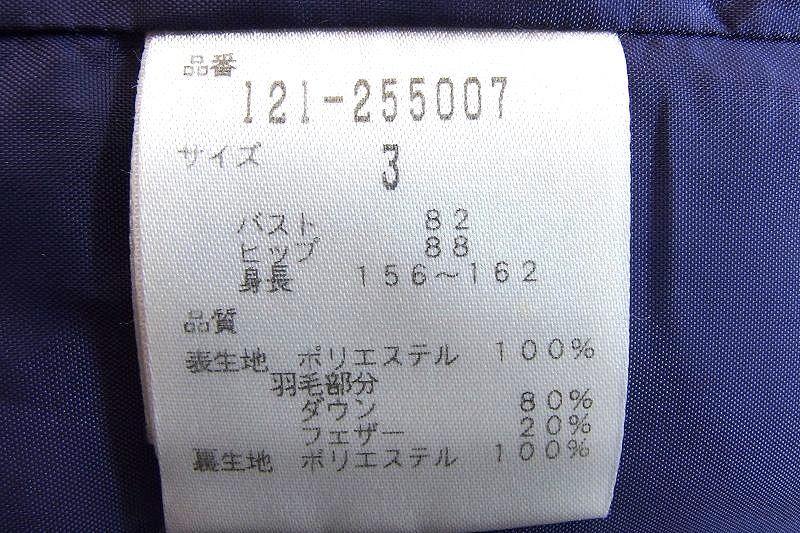 品番
121-255007
サイズ 3
バスト 82
ヒップ 88
身長 156～162
品質
表生地 ポリエステル 100%
羽毛部分
ダウン 80%
フェザー 20%
裏生地 ポリエステル 100%